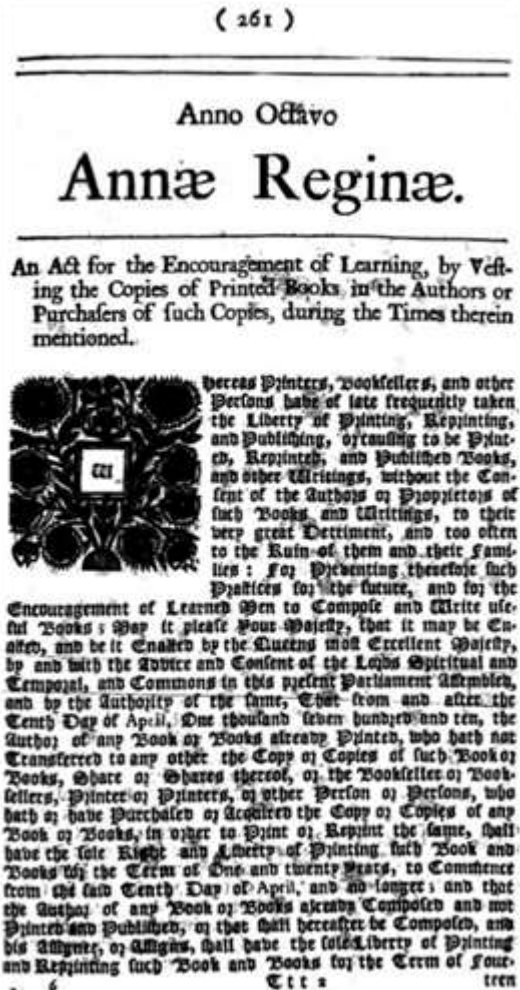 ( 261 )
Anno Octavo
Annæ Reginæ.
An Act for the Encouragement of Learning, by Vest-
ing the Copies of Printed Books in the Authors or
Purchasers of such Copies, during the Times therein
mentioned.
Whereas Printers, Booksellers, and other
Persons have of late frequently taken
the Liberty of Printing, Reprinting,
and Publishing, or causing to be Print-
ed, Reprinted, and Published Books,
and other Writings, without the Con-
sent of the Authors or Proprietors of
such Books and Writings, to their
very great Detriment, and too often
to the Ruin of them and their Fami-
lies : For Preventing therefore such
Practices for the future, and for the
Encouragement of Learned Men to Compose and Write use-
ful Books ; May it please Your Majesty, that it may be En-
acted, and be it Enacted by the Queens most Excellent Majesty,
by and with the Advice and Consent of the Lords Spiritual and
Temporal, and Commons in this present Parliament Assembled,
and by the Authority of the same, That from and after the
Tenth Day of April, One thousand seven hundred and ten, the
Author of any Book or Books already Printed, who hath not
Transferred to any other the Copy or Copies of such Book or
Books, Share or Shares thereof, or the Bookseller or Book-
sellers, Printer or Printers, or other Person or Persons, who
hath or have Purchased or Acquired the Copy or Copies of any
Book or Books, in order to Print or Reprint the same, shall
have the sole Right and Liberty of Printing such Book and
Books for the Term of One and twenty Years, to Commence
from the said Tenth Day of April, and no longer ; and that
the Author of any Book or Books already Composed and not
Printed and Published, or that shall hereafter be Composed, and
his Assignee, or Assigns, shall have the sole Liberty of Printing
and Reprinting such Book and Books for the Term of Four-
6 Ttt 2 teen